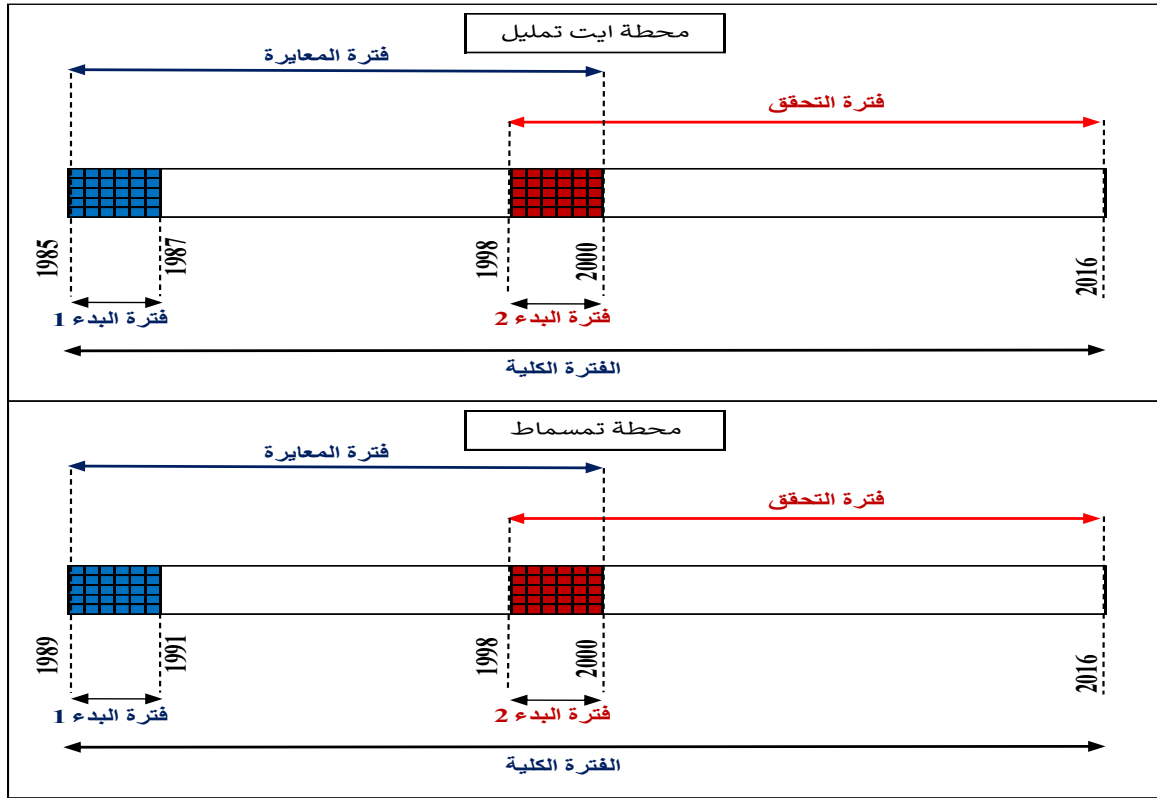 محطة ايت تمليل
فترة المعايرة
فترة التحقق
1985
1987
1998
2000
2016
فترة البدء 1
فترة البدء 2
الفترة الكلية
محطة تمسماط
فترة المعايرة
فترة التحقق
1989
1991
1998
2000
2016
فترة البدء 1
فترة البدء 2
الفترة الكلية